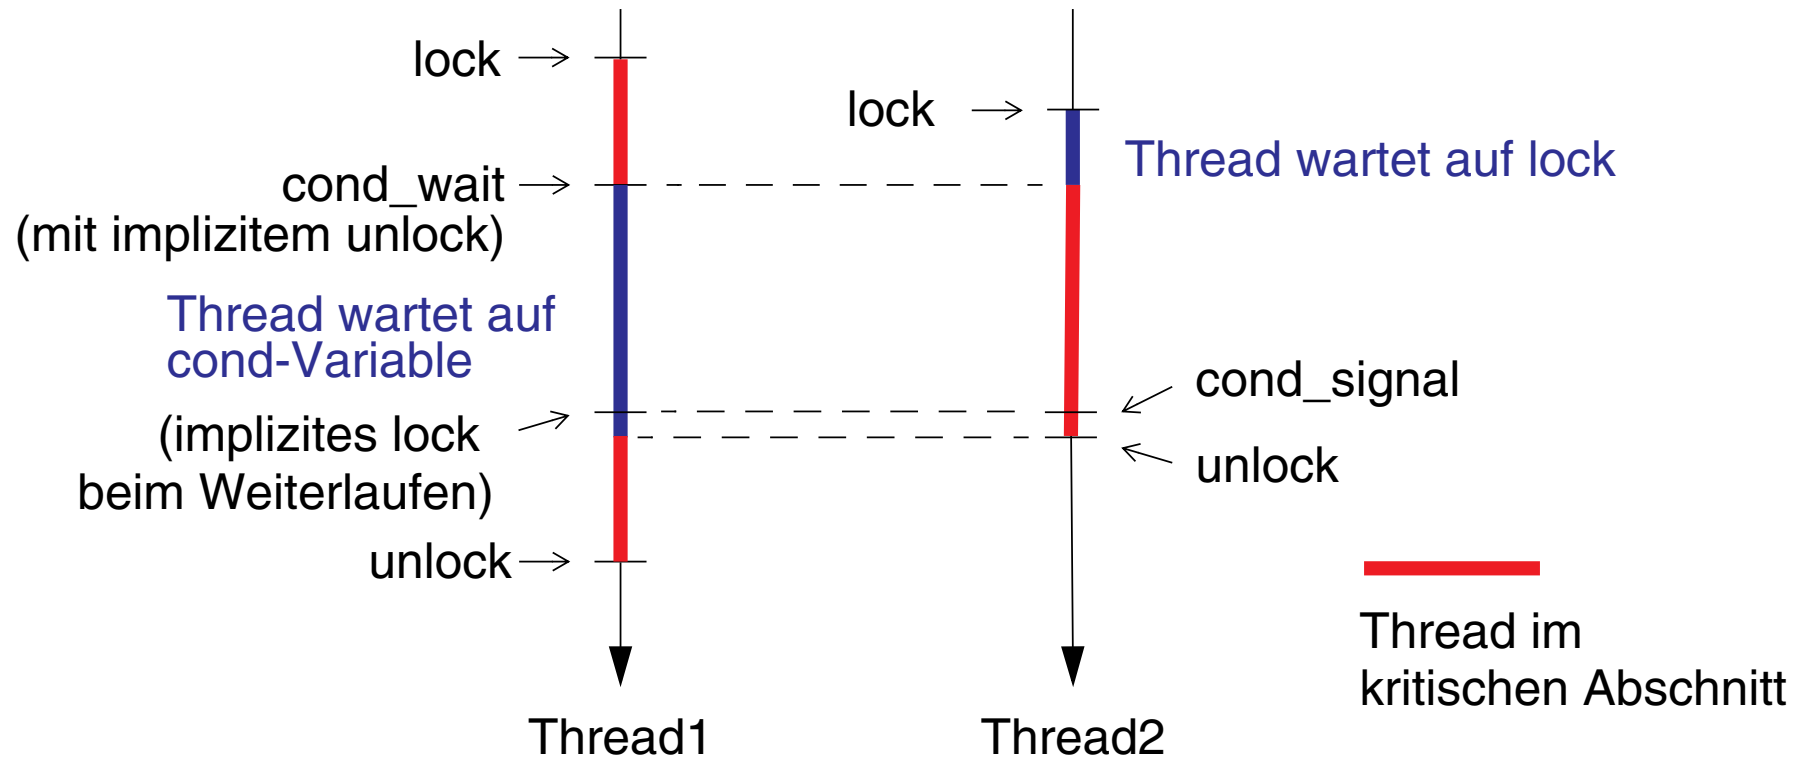 lock
lock
Thread wartet auf lock
cond_wait
(mit implizitem unlock)
Thread wartet auf
cond-Variable
cond_signal
(implizites lock
beim Weiterlaufen)
unlock
unlock
Thread im
kritischen Abschnitt
Thread1
Thread2